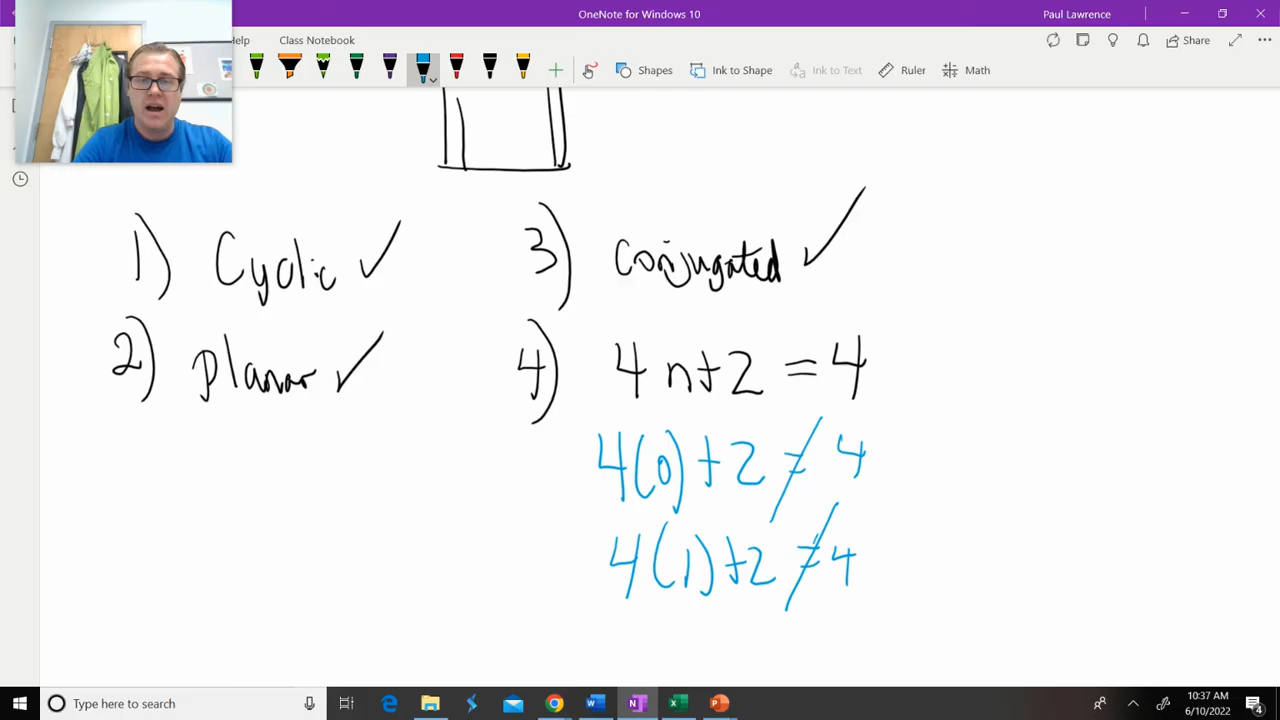 OneNote for Windows 10
Paul Lawrence
Help Class Notebook
Share
Shapes Ink to Shape Ink to Text Ruler Math
1) Cyclic ✓
3) Conjugated ✓
2) Planar ✓
4) 4n+2 = 4
4(0) + 2 ≠ 4
4(1) + 2 ≠ 4
Type here to search
10:37 AM
6/10/2022
4